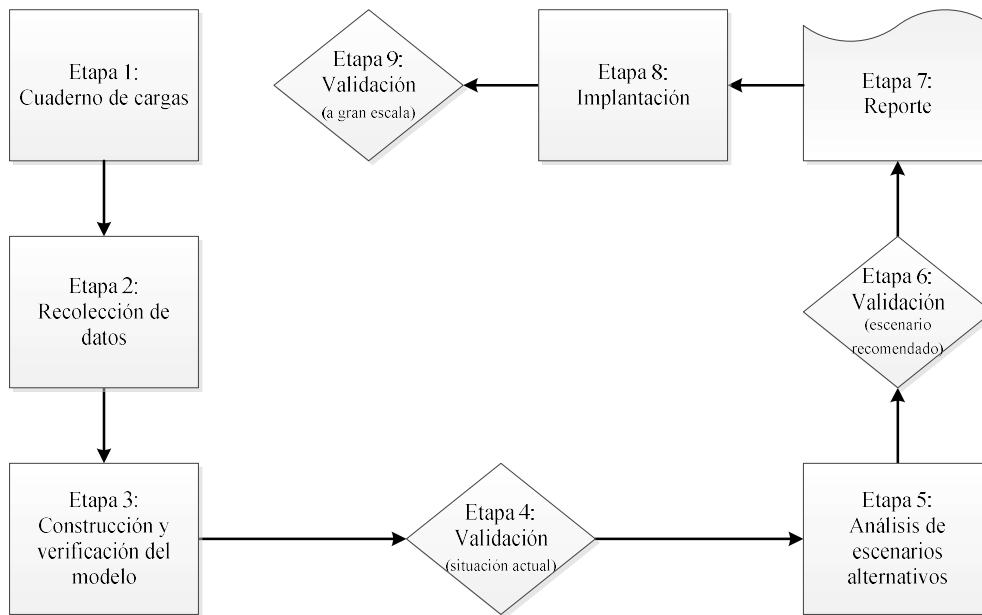 Etapa 1:
Cuaderno de cargas
Etapa 2:
Recolección de
datos
Etapa 3:
Construcción y
verificación del
modelo
Etapa 4:
Validación
(situación actual)
Etapa 5:
Análisis de
escenarios
alternativos
Etapa 6:
Validación
(escenario
recomendado)
Etapa 7:
Reporte
Etapa 8:
Implantación
Etapa 9:
Validación
(a gran escala)